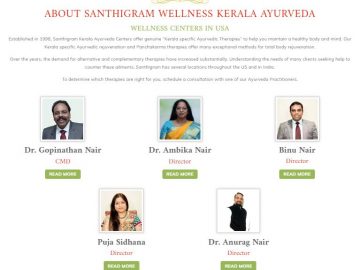 ABOUT SANTHIGRAM WELLNESS KERALA AYURVEDA
WELLNESS CENTERS IN USA
Established in 1998, Santhigram Kerala Ayurveda Centers offer genuine "Kerala specific Ayurvedic Therapies" to help you maintain a healthy body and mind. Our
Kerala specific Ayurvedic rejuvenation and Panchakarma therapies offer many exceptional methods for total body rejuvenation.
Over the years, the demand for alternative and complementary therapies have increased substantially. Understanding the needs of many clients seeking help to
counter these ailments, Santhigram has several locations throughout the US and in India.
To determine which therapies are right for you, schedule a consultation with one of our Ayurveda Practitioners.
Dr. Gopinathan Nair
Dr. Ambika Nair
Binu Nair
CMD
Director
Director
READ MORE
READ MORE
READ MORE
Puja Sidhana
Dr. Anurag Nair
Director
Director
READ MORE
READ MORE